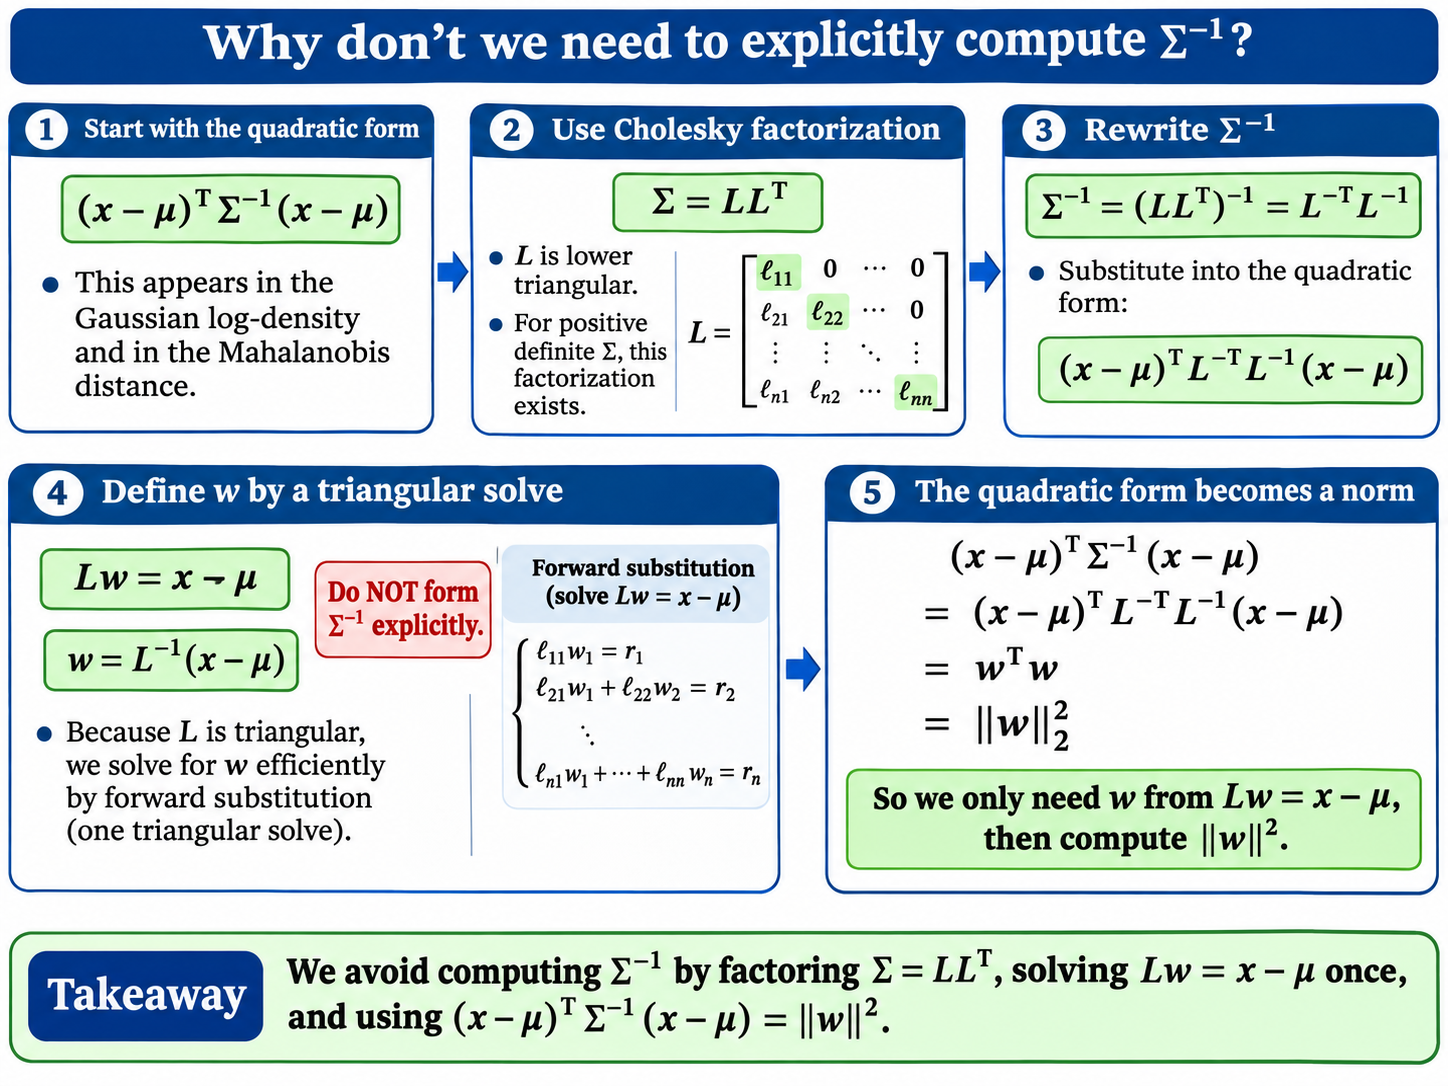 Why don't we need to explicitly compute Σ⁻¹?
1 Start with the quadratic form
(x − μ)ᵀ Σ⁻¹ (x − μ)
• This appears in the
Gaussian log-density
and in the Mahalanobis
distance.
2 Use Cholesky factorization
Σ = LLᵀ
• L is lower
triangular.
• For positive
definite Σ, this
factorization
exists.
L =
ℓ₁₁ 0 ⋯ 0
ℓ₂₁ ℓ₂₂ ⋯ 0
⋮ ⋮ ⋱ ⋮
ℓₙ₁ ℓₙ₂ ⋯ ℓₙₙ
3 Rewrite Σ⁻¹
Σ⁻¹ = (LLᵀ)⁻¹ = L⁻ᵀL⁻¹
• Substitute into the quadratic
form:
(x − μ)ᵀ L⁻ᵀ L⁻¹ (x − μ)
4 Define w by a triangular solve
Lw = x − μ
w = L⁻¹(x − μ)
Do NOT form
Σ⁻¹ explicitly.
• Because L is triangular,
we solve for w efficiently
by forward substitution
(one triangular solve).
Forward substitution
(solve Lw = x − μ)
ℓ₁₁w₁ = r₁
ℓ₂₁w₁ + ℓ₂₂w₂ = r₂
⋱
ℓₙ₁w₁ + ⋯ + ℓₙₙwₙ = rₙ
5 The quadratic form becomes a norm
(x − μ)ᵀ Σ⁻¹ (x − μ)
= (x − μ)ᵀ L⁻ᵀ L⁻¹ (x − μ)
= wᵀw
= ||w||₂²
So we only need w from Lw = x − μ,
then compute ||w||².
Takeaway
We avoid computing Σ⁻¹ by factoring Σ = LLᵀ, solving Lw = x − μ once,
and using (x − μ)ᵀ Σ⁻¹ (x − μ) = ||w||².